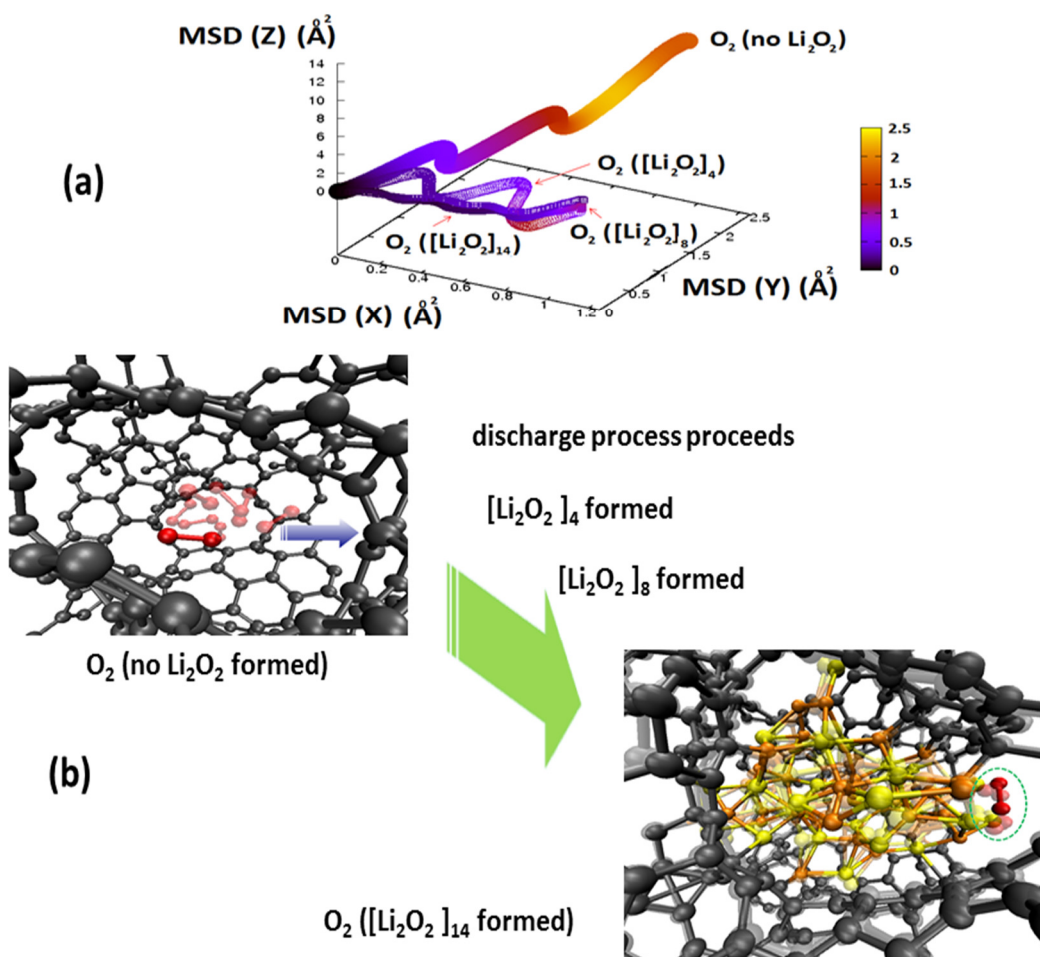 MSD (Z) (Å²)
O₂ (no Li₂O₂)
14
12
10
8
6
4
2
0
2.5
2
1.5
1
0.5
0
(a)
O₂ ([Li₂O₂]₄)
O₂ ([Li₂O₂]₁₄)
O₂ ([Li₂O₂]₈)
0
0.2
0.4
0.6
0.8
1
1.2
0
0.5
1
1.5
2
2.5
MSD (X) (Å²)
MSD (Y) (Å²)
discharge process proceeds
[Li₂O₂ ]₄ formed
[Li₂O₂ ]₈ formed
O₂ (no Li₂O₂ formed)
(b)
O₂ ([Li₂O₂ ]₁₄ formed)